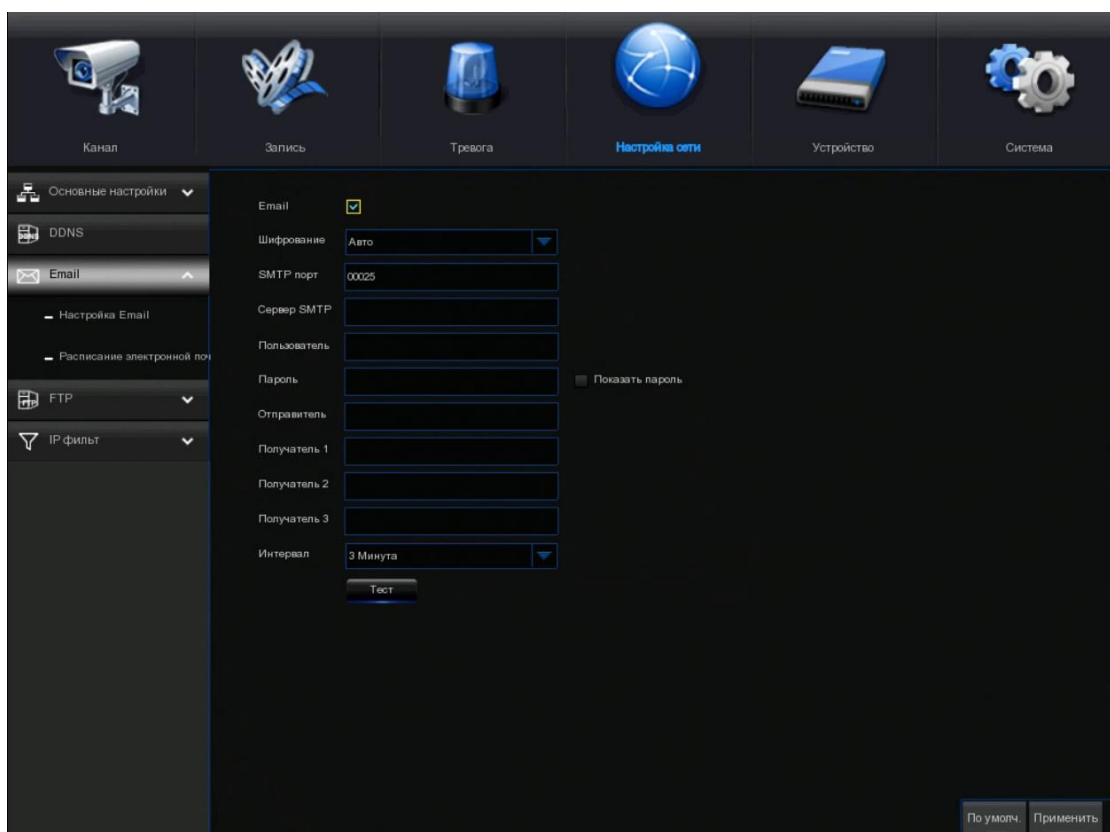 Канал
Запись
Тревога
Настройка сети
Устройство
Система
Основные настройки
DDNS
Email
Настройка Email
Расписание электронной поч
FTP
IP фильт
Email
Шифрование Авто
SMTP порт 00025
Сервер SMTP
Пользователь
Пароль Показать пароль
Отправитель
Получатель 1
Получатель 2
Получатель 3
Интервал 3 Минута
Тест
По умолч. Применить